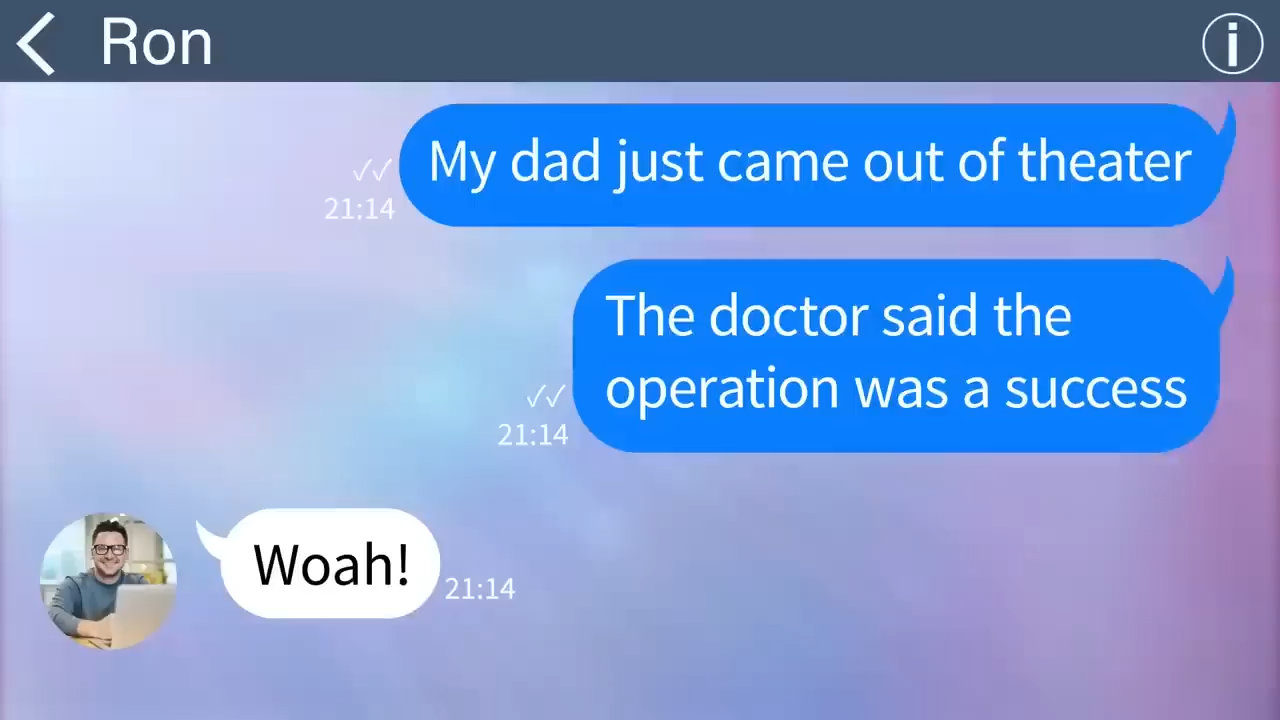 Ron
My dad just came out of theater
21:14
The doctor said the
operation was a success
21:14
Woah!
21:14